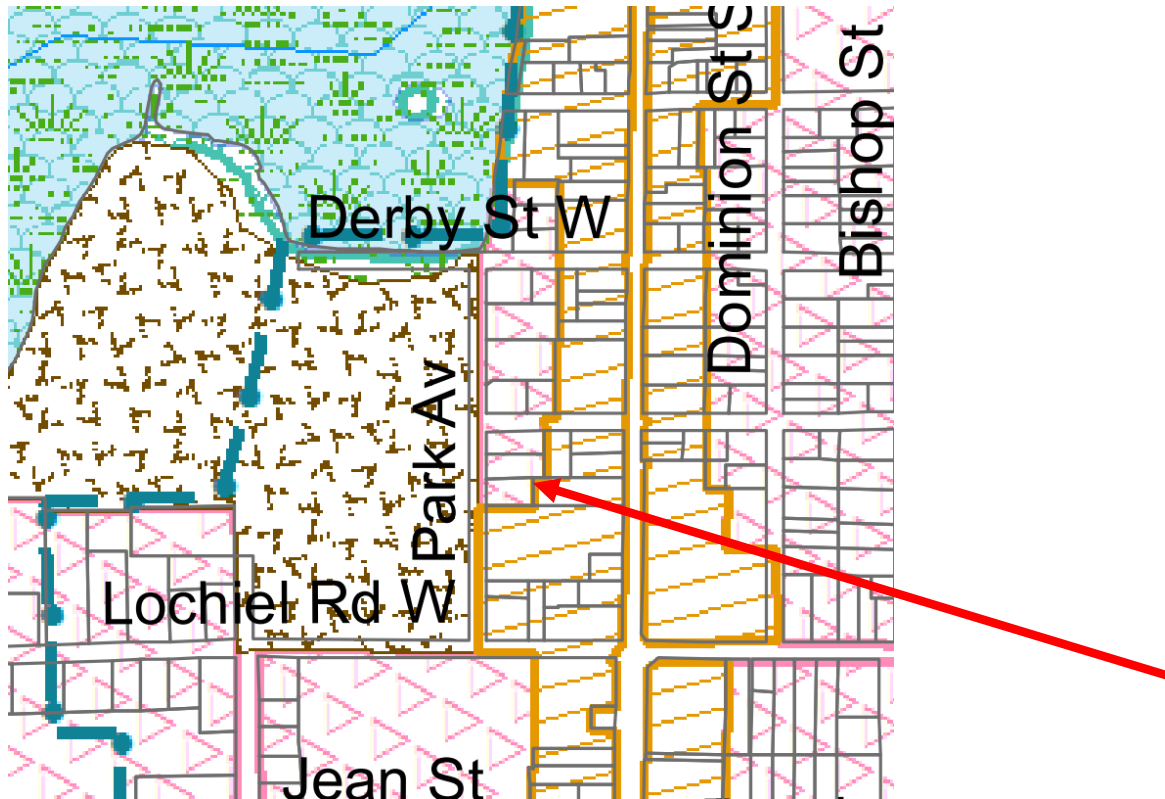 Dominion St S
Bishop St
Derby St W
Park Av
Lochiel Rd W
Jean St